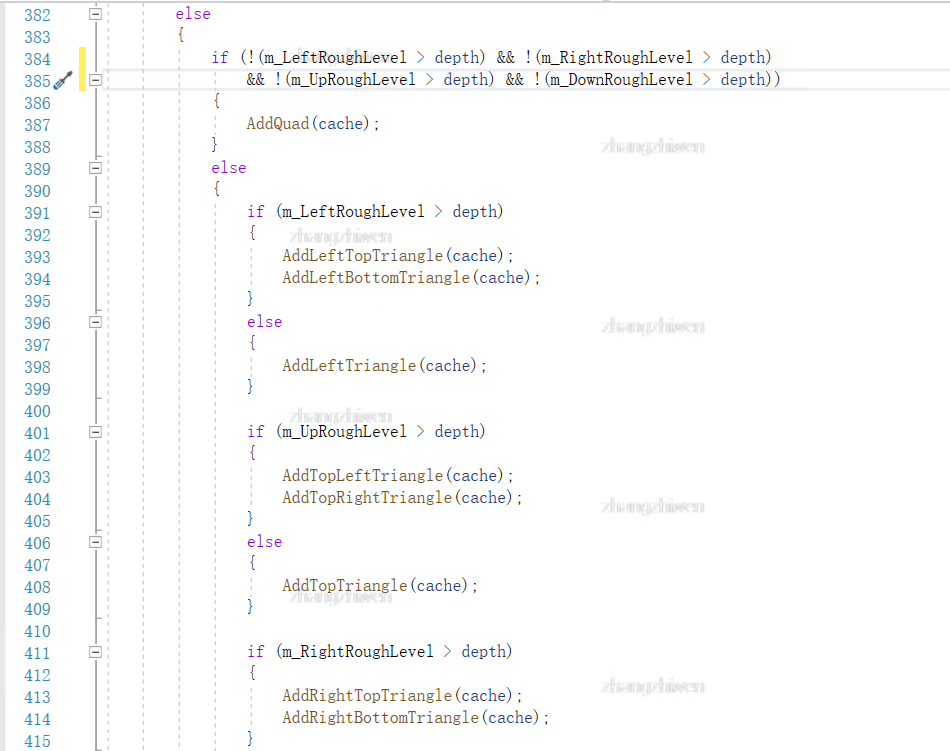 382 else
383 {
384 if (!(m_LeftRoughLevel > depth) && !(m_RightRoughLevel > depth)
385 && !(m_UpRoughLevel > depth) && !(m_DownRoughLevel > depth))
386 {
387 AddQuad(cache);
388 }
389 else
390 {
391 if (m_LeftRoughLevel > depth)
392 {
393 AddLeftTopTriangle(cache);
394 AddLeftBottomTriangle(cache);
395 }
396 else
397 {
398 AddLeftTriangle(cache);
399 }
400
401 if (m_UpRoughLevel > depth)
402 {
403 AddTopLeftTriangle(cache);
404 AddTopRightTriangle(cache);
405 }
406 else
407 {
408 AddTopTriangle(cache);
409 }
410
411 if (m_RightRoughLevel > depth)
412 {
413 AddRightTopTriangle(cache);
414 AddRightBottomTriangle(cache);
415 }